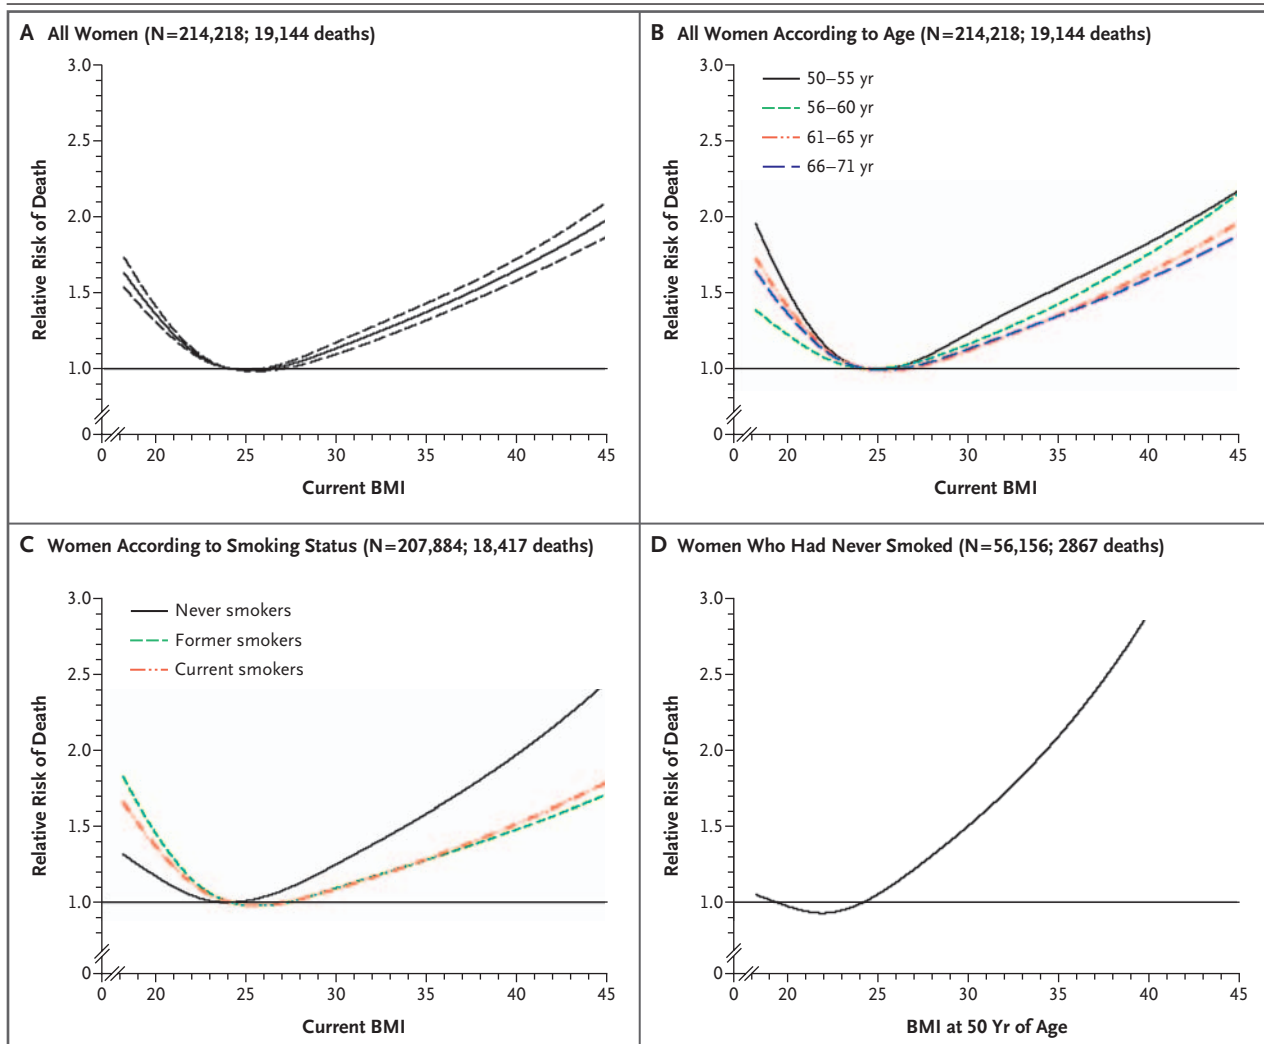 A All Women (N=214,218; 19,144 deaths)
3.0
2.5
2.0
1.5
1.0
0
Relative Risk of Death
0 20 25 30 35 40 45
Current BMI
B All Women According to Age (N=214,218; 19,144 deaths)
3.0
2.5
2.0
1.5
1.0
0
Relative Risk of Death
50–55 yr
56–60 yr
61–65 yr
66–71 yr
0 20 25 30 35 40 45
Current BMI
C Women According to Smoking Status (N=207,884; 18,417 deaths)
3.0
2.5
2.0
1.5
1.0
0
Relative Risk of Death
Never smokers
Former smokers
Current smokers
0 20 25 30 35 40 45
Current BMI
D Women Who Had Never Smoked (N=56,156; 2867 deaths)
3.0
2.5
2.0
1.5
1.0
0
Relative Risk of Death
0 20 25 30 35 40 45
BMI at 50 Yr of Age